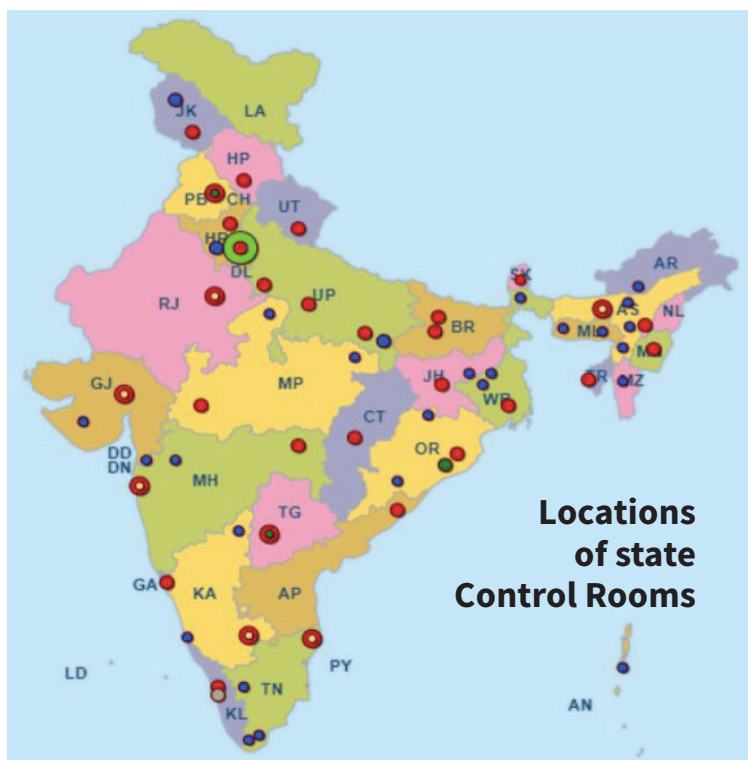 JK
LA
HP
PB
CH
UT
HR
DL
RJ
UP
BR
SK
AR
AS
NL
ML
MN
TR
MZ
GJ
MP
JH
WB
CT
OR
DD
DN
MH
TG
GA
KA
AP
LD
PY
TN
KL
AN
Locations
of state
Control Rooms